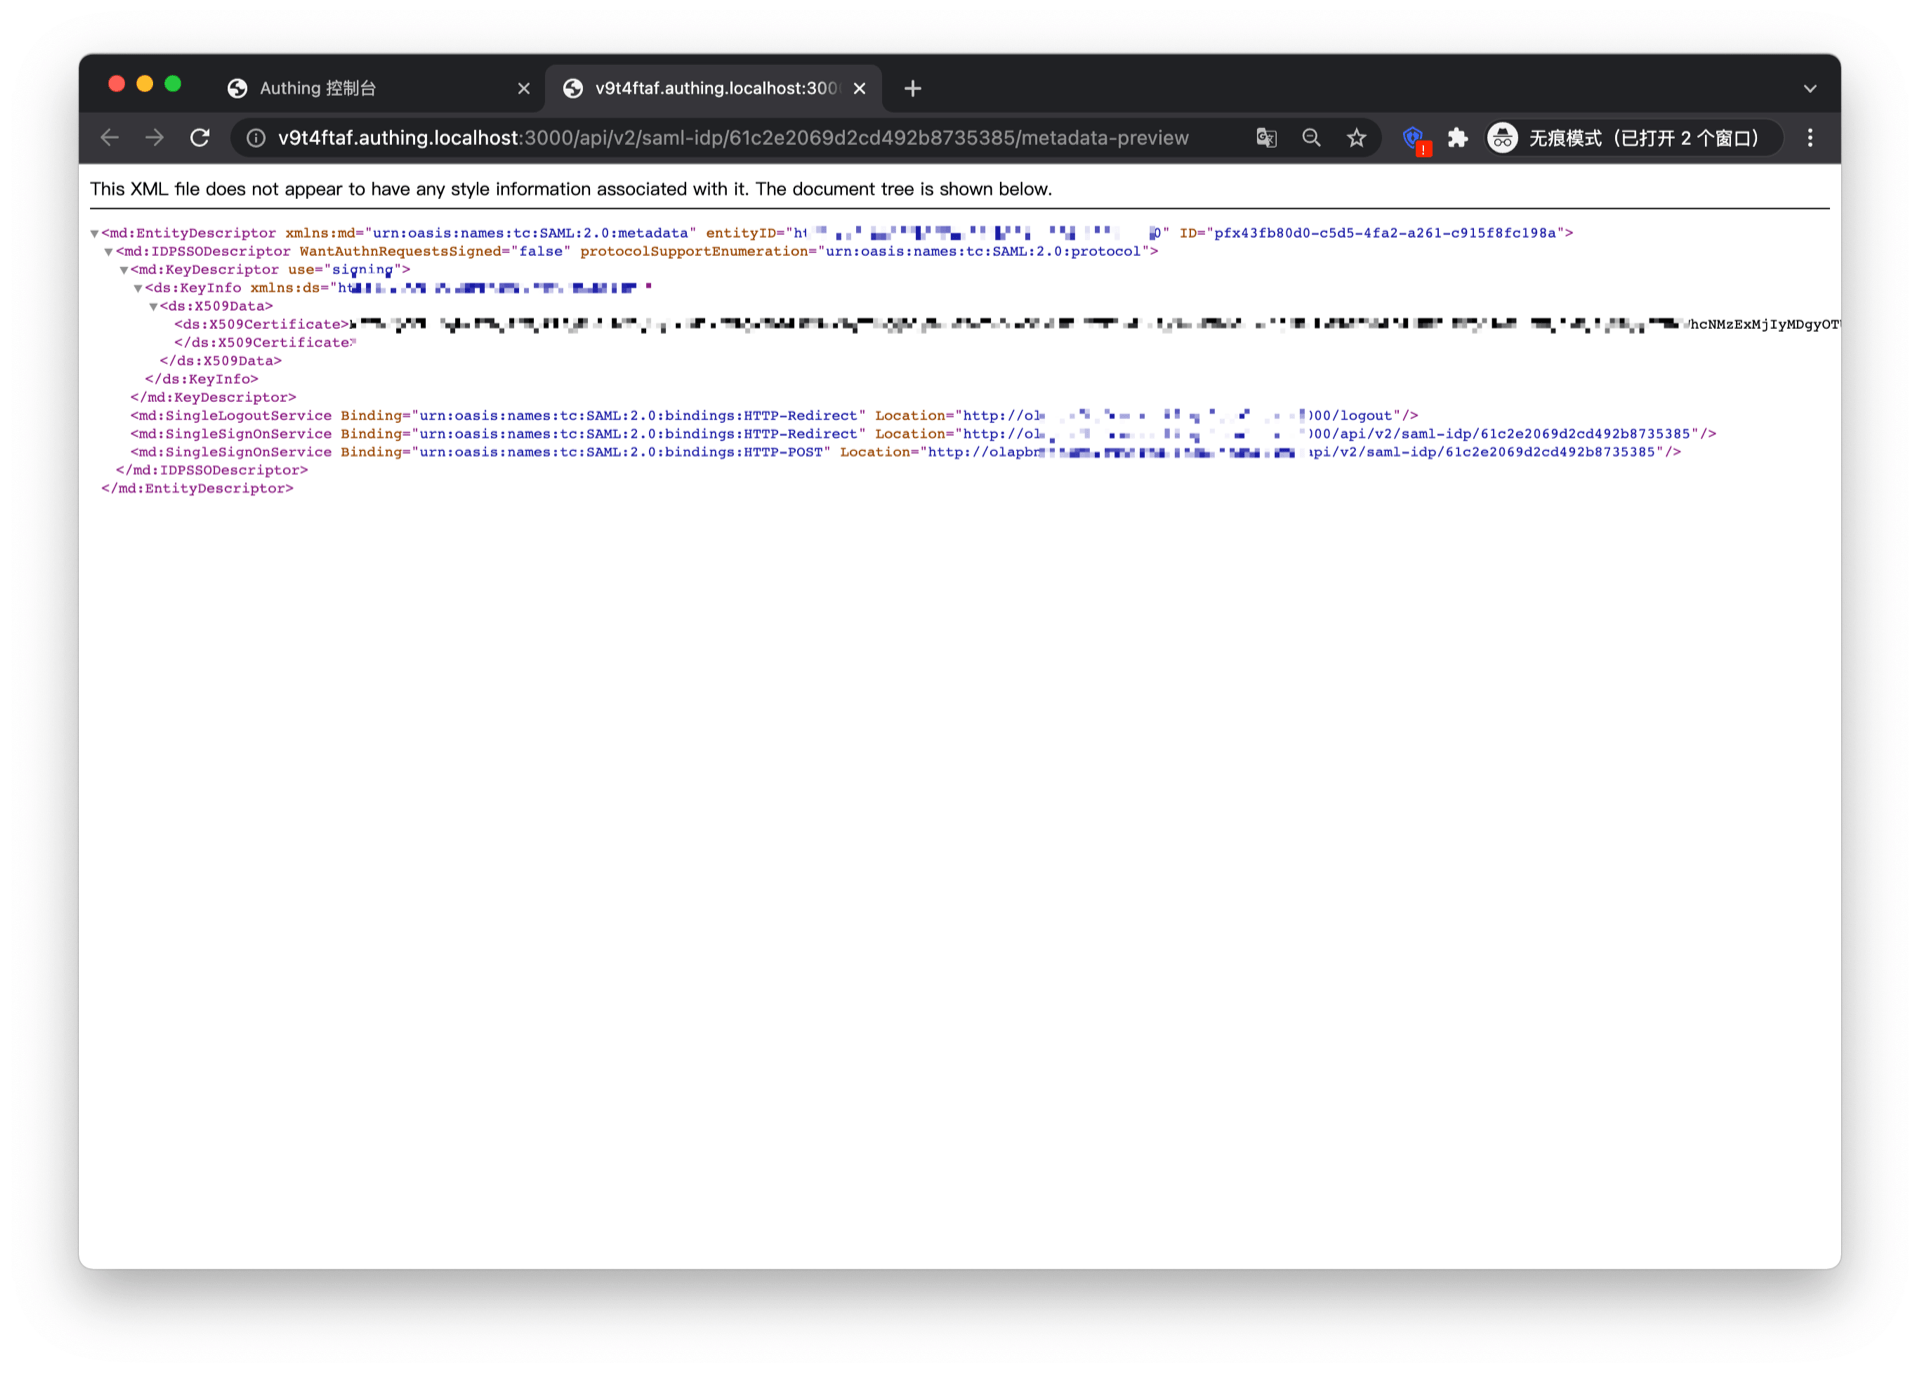 Authing 控制台
v9t4ftaf.authing.localhost:300
v9t4ftaf.authing.localhost:3000/api/v2/saml-idp/61c2e2069d2cd492b8735385/metadata-preview
无痕模式（已打开 2 个窗口）
This XML file does not appear to have any style information associated with it. The document tree is shown below.
<md:EntityDescriptor xmlns:md="urn:oasis:names:tc:SAML:2.0:metadata" entityID="ht 0" ID="pfx43fb80d0-c5d5-4fa2-a261-c915f8fc198a">
<md:IDPSSODescriptor WantAuthnRequestsSigned="false" protocolSupportEnumeration="urn:oasis:names:tc:SAML:2.0:protocol">
<md:KeyDescriptor use="signing">
<ds:KeyInfo xmlns:ds="ht
<ds:X509Data>
<ds:X509Certificate> hcNMzExMjIyMDgyOT
</ds:X509Certificate>
</ds:X509Data>
</ds:KeyInfo>
</md:KeyDescriptor>
<md:SingleLogoutService Binding="urn:oasis:names:tc:SAML:2.0:bindings:HTTP-Redirect" Location="http://ol 000/logout"/>
<md:SingleSignOnService Binding="urn:oasis:names:tc:SAML:2.0:bindings:HTTP-Redirect" Location="http://ol 000/api/v2/saml-idp/61c2e2069d2cd492b8735385"/>
<md:SingleSignOnService Binding="urn:oasis:names:tc:SAML:2.0:bindings:HTTP-POST" Location="http://olapb api/v2/saml-idp/61c2e2069d2cd492b8735385"/>
</md:IDPSSODescriptor>
</md:EntityDescriptor>